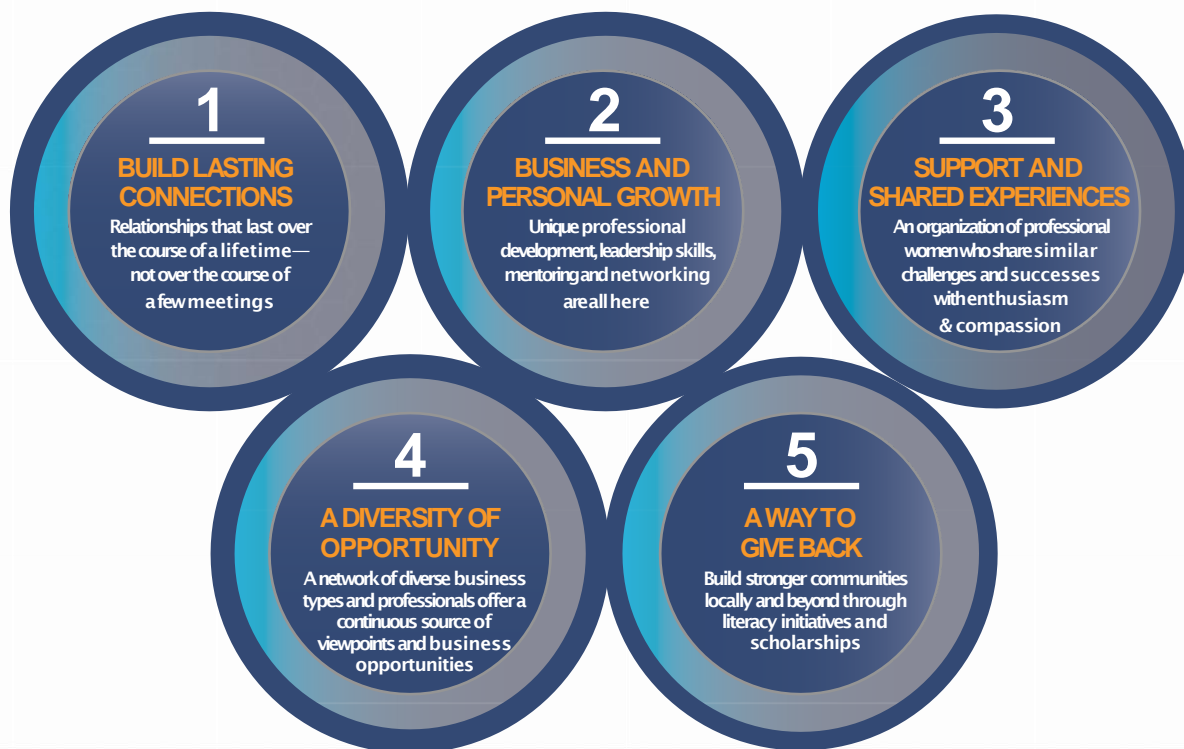 1
BUILD LASTING
CONNECTIONS
Relationships that last over
the course of a lifetime—
not over the course of
a few meetings
2
BUSINESS AND
PERSONAL GROWTH
Unique professional
development, leadership skills,
mentoring and networking
are all here
3
SUPPORT AND
SHARED EXPERIENCES
An organization of professional
women who share similar
challenges and successes
with enthusiasm
& compassion
4
A DIVERSITY OF
OPPORTUNITY
A network of diverse business
types and professionals offer a
continuous source of
viewpoints and business
opportunities
5
A WAY TO
GIVE BACK
Build stronger communities
locally and beyond through
literacy initiatives and
scholarships